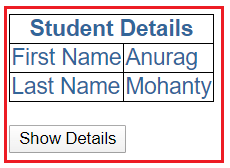 Student Details
First Name Anurag
Last Name Mohanty
Show Details